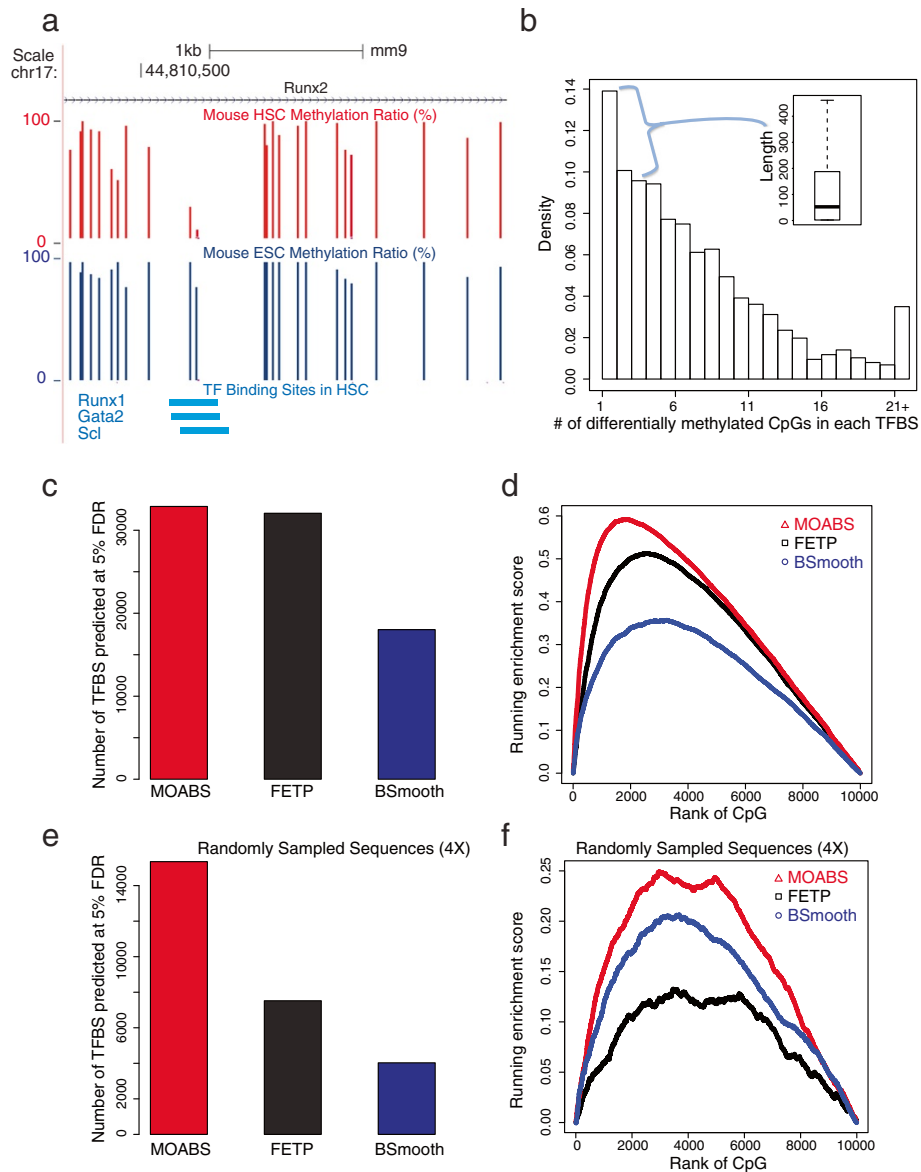 a
Scale
1kb
mm9
chr17:
44,810,500
Runx2
100
Mouse HSC Methylation Ratio (%)
0
100
Mouse ESC Methylation Ratio (%)
0
TF Binding Sites in HSC
Runx1
Gata2
Scl
b
Density
0.00
0.02
0.04
0.06
0.08
0.10
0.12
0.14
Length
0
100
200
300
400
1
6
11
16
21+
# of differentially methylated CpGs in each TFBS
c
Number of TFBS predicted at 5% FDR
0
10000
20000
30000
MOABS
FETP
BSmooth
d
Running enrichment score
0.0
0.1
0.2
0.3
0.4
0.5
0.6
MOABS
FETP
BSmooth
0
2000
4000
6000
8000
10000
Rank of CpG
e
Randomly Sampled Sequences (4X)
Number of TFBS predicted at 5% FDR
0
2000
6000
10000
14000
MOABS
FETP
BSmooth
f
Randomly Sampled Sequences (4X)
Running enrichment score
0.00
0.05
0.10
0.15
0.20
0.25
MOABS
FETP
BSmooth
0
2000
4000
6000
8000
10000
Rank of CpG